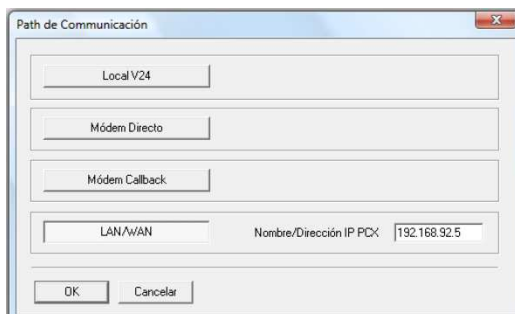 Path de Communicación
Local V24
Módem Directo
Módem Callback
LAN/WAN Nombre/Dirección IP PCX 192.168.92.5
OK Cancelar